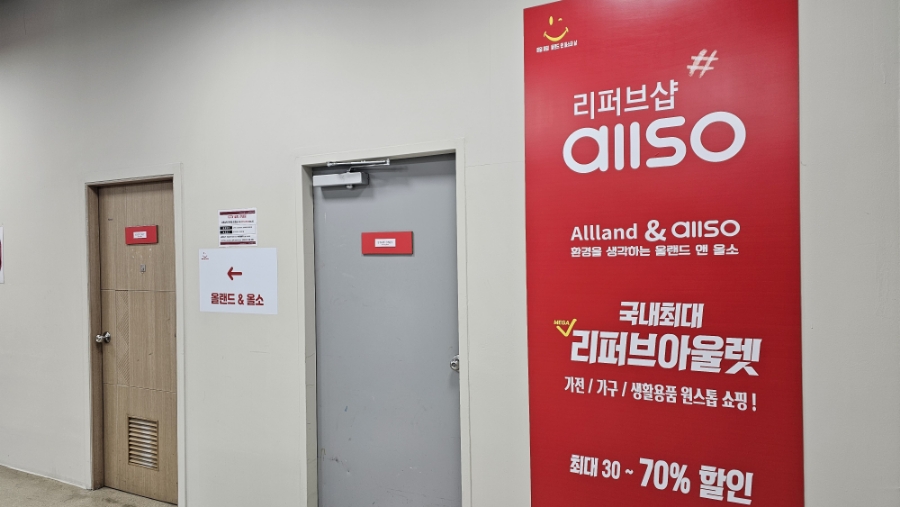 올랜드 & 올소
#
리퍼브샵
allso
Allland & allso
환경을 생각하는 올랜드 앤 올소
국내최대
MEGA
리퍼브아울렛
가전 / 가구 / 생활용품 원스톱 쇼핑!
최대 30 ~ 70% 할인